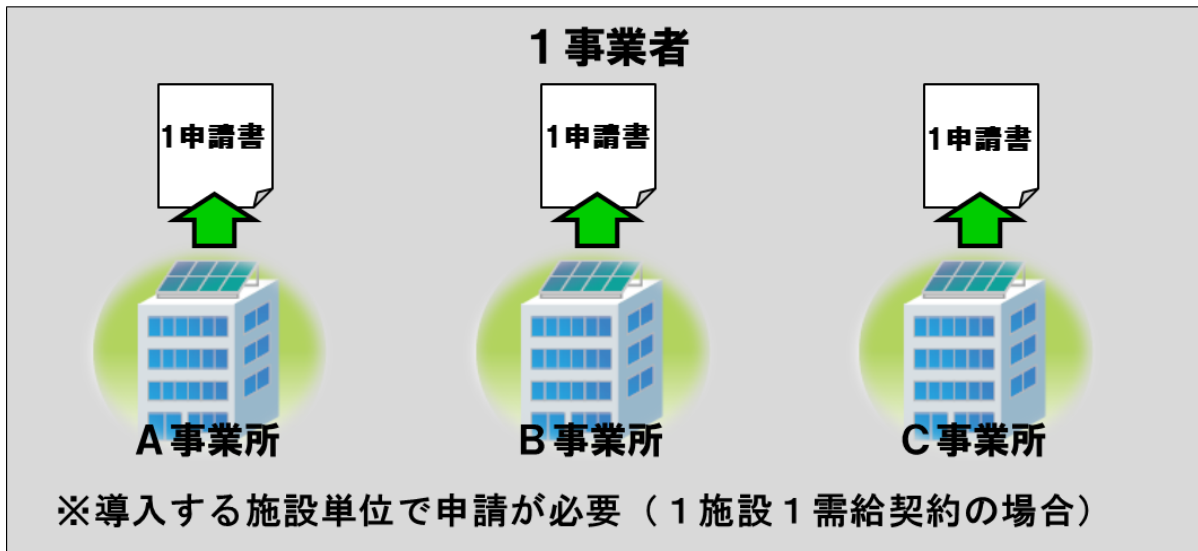 １事業者
1申請書
1申請書
1申請書
Ａ事業所
Ｂ事業所
Ｃ事業所
※導入する施設単位で申請が必要（１施設１需給契約の場合）